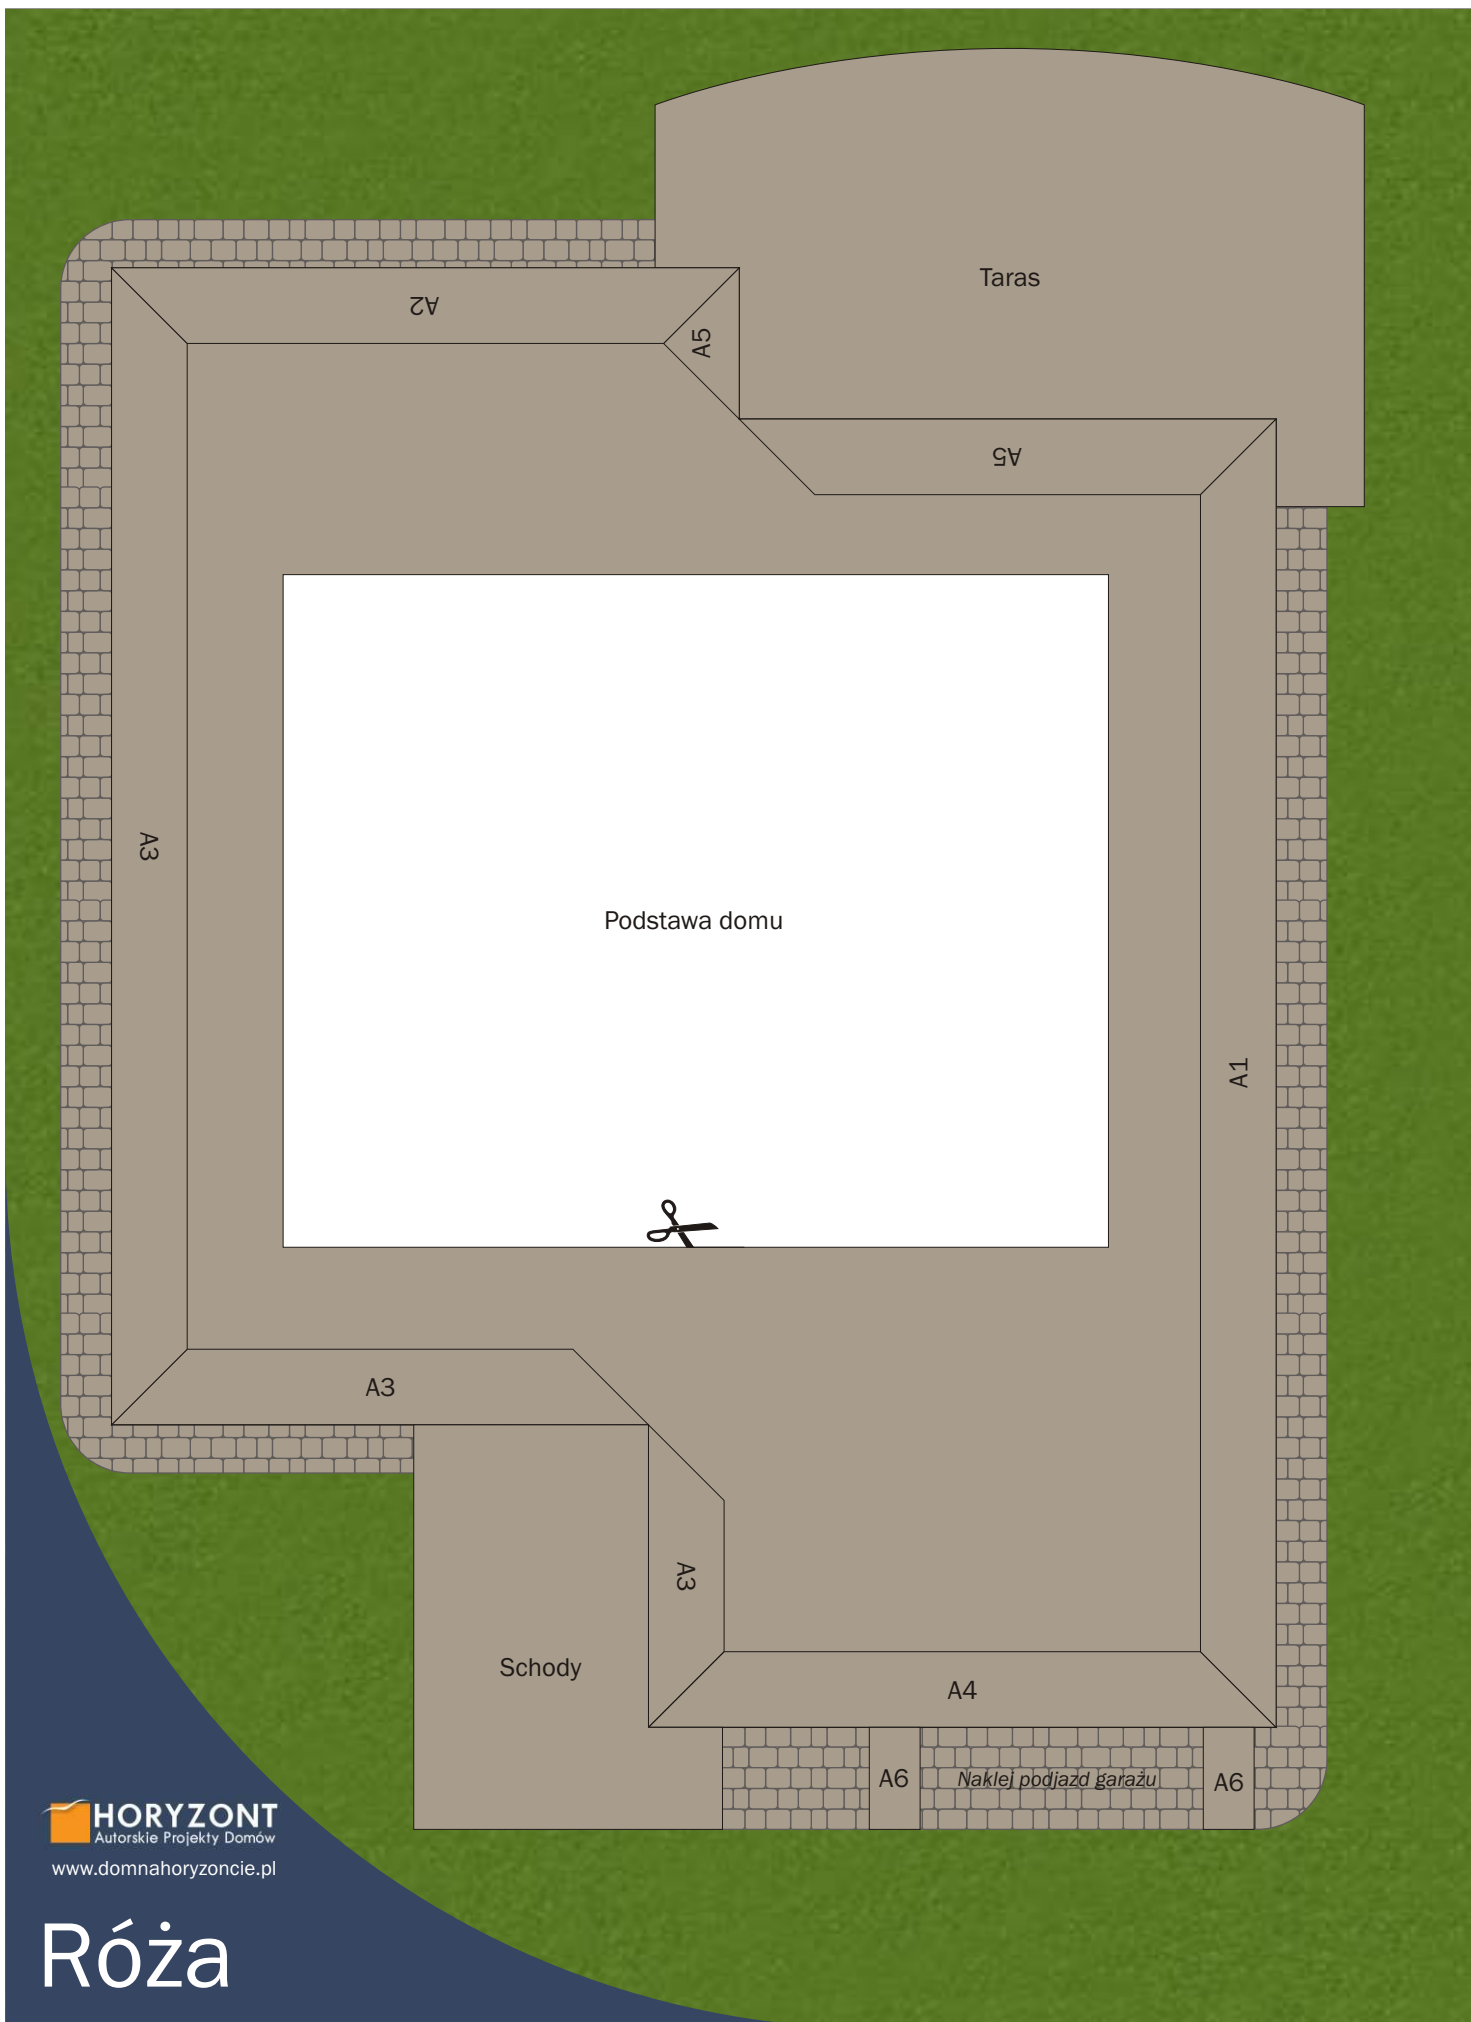 Taras
A2
A5
A5
A3
Podstawa domu
A1
A3
A3
Schody
A4
A6
Naklej podjazd garażu
A6
HORYZONT
Autorskie Projekty Domów
www.domnahoryzoncie.pl
Róża